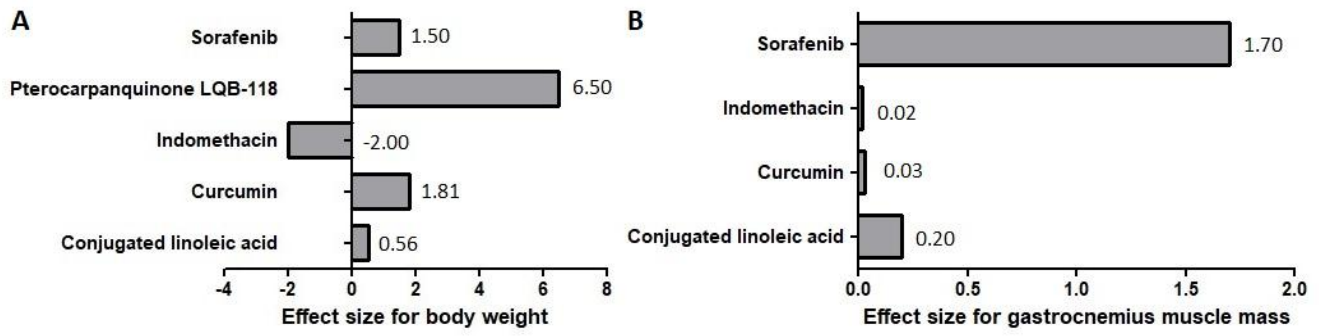 A
Sorafenib
1.50
Pterocarpanquinone LQB-118
6.50
Indomethacin
-2.00
Curcumin
1.81
Conjugated linoleic acid
0.56
-4 -2 0 2 4 6 8
Effect size for body weight
B
Sorafenib
1.70
Indomethacin
0.02
Curcumin
0.03
Conjugated linoleic acid
0.20
0.0 0.5 1.0 1.5 2.0
Effect size for gastrocnemius muscle mass